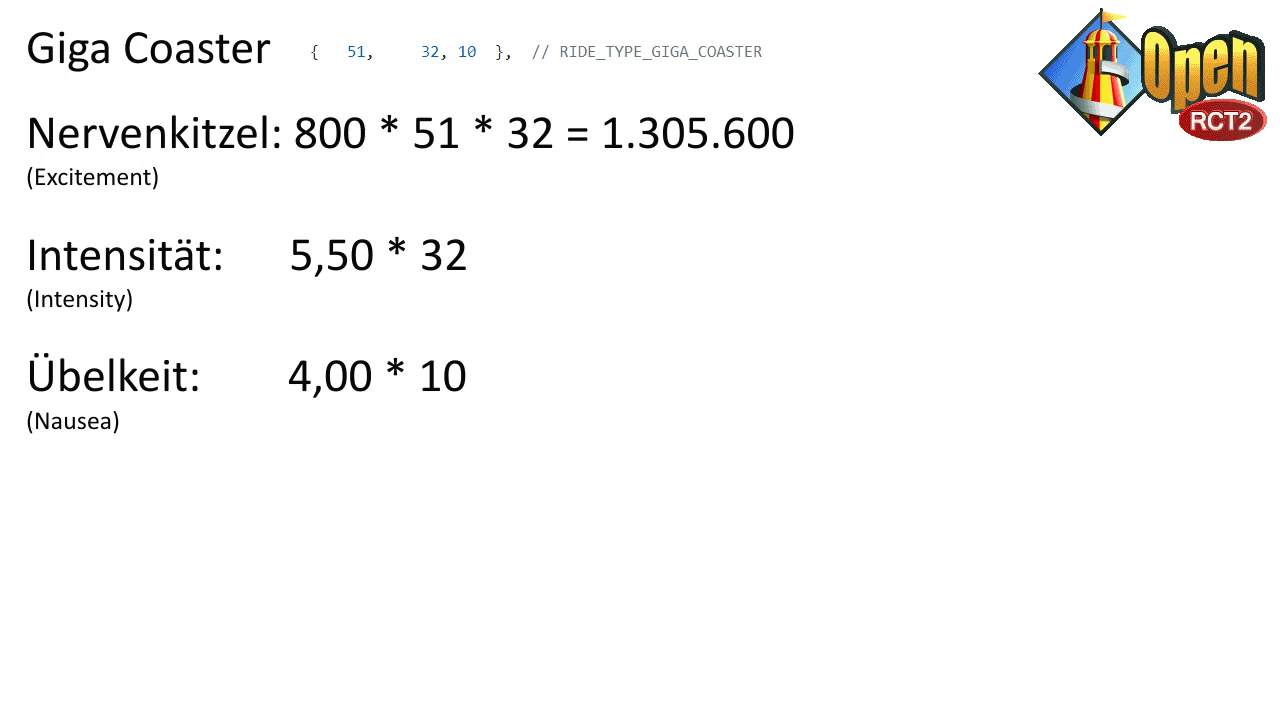 Giga Coaster { 51, 32, 10 }, // RIDE_TYPE_GIGA_COASTER
Open
RCT2
Nervenkitzel: 800 * 51 * 32 = 1.305.600
(Excitement)
Intensität: 5,50 * 32
(Intensity)
Übelkeit: 4,00 * 10
(Nausea)